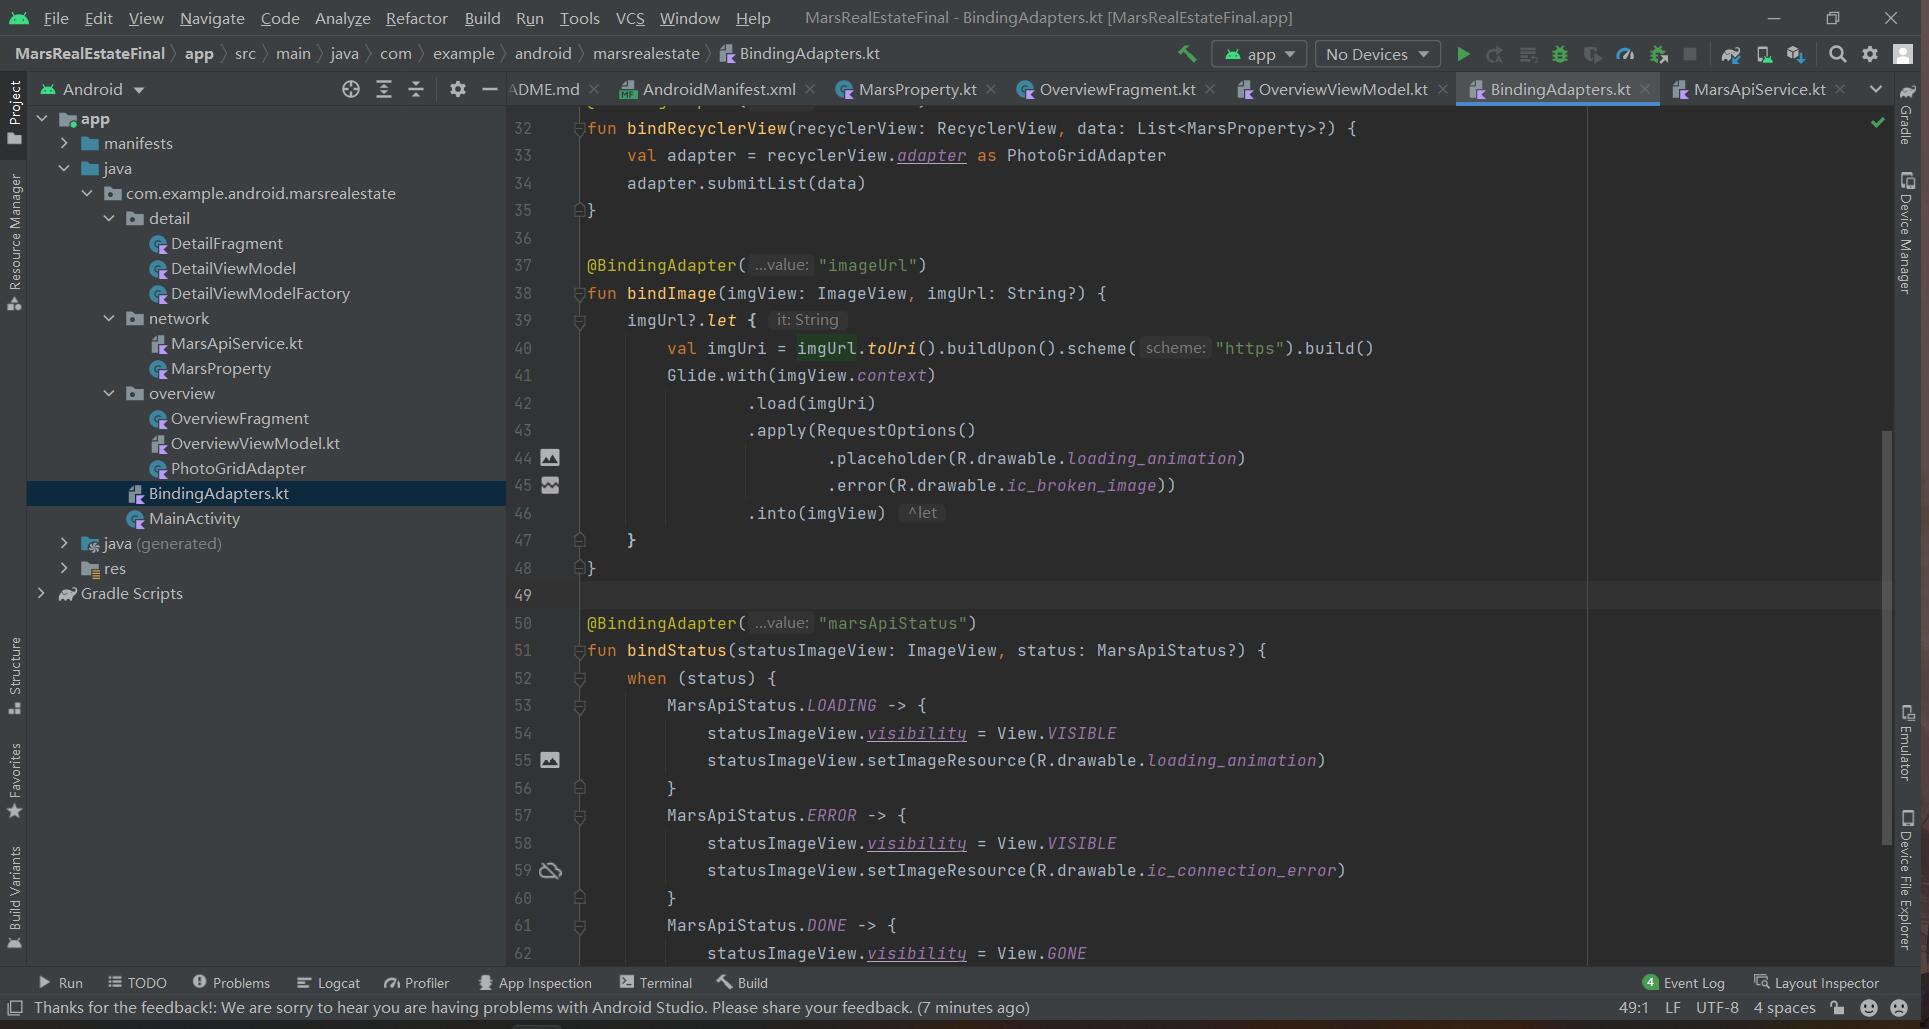 File Edit View Navigate Code Analyze Refactor Build Run Tools VCS Window Help MarsRealEstateFinal - BindingAdapters.kt [MarsRealEstateFinal.app]
MarsRealEstateFinal app src main java com example android marsrealestate BindingAdapters.kt app No Devices
Android
ADME.md AndroidManifest.xml MarsProperty.kt OverviewFragment.kt OverviewViewModel.kt BindingAdapters.kt MarsApiService.kt
Project
Resource Manager
Structure
Favorites
Build Variants
app
manifests
java
com.example.android.marsrealestate
detail
DetailFragment
DetailViewModel
DetailViewModelFactory
network
MarsApiService.kt
MarsProperty
overview
OverviewFragment
OverviewViewModel.kt
PhotoGridAdapter
BindingAdapters.kt
MainActivity
java (generated)
res
Gradle Scripts
32 fun bindRecyclerView(recyclerView: RecyclerView, data: List<MarsProperty>?) {
33 val adapter = recyclerView.adapter as PhotoGridAdapter
34 adapter.submitList(data)
35 }
36
37 @BindingAdapter( ...value: "imageUrl")
38 fun bindImage(imgView: ImageView, imgUrl: String?) {
39 imgUrl?.let { it: String
40 val imgUri = imgUrl.toUri().buildUpon().scheme( scheme: "https").build()
41 Glide.with(imgView.context)
42 .load(imgUri)
43 .apply(RequestOptions()
44 .placeholder(R.drawable.loading_animation)
45 .error(R.drawable.ic_broken_image))
46 .into(imgView) ^let
47 }
48 }
49
50 @BindingAdapter( ...value: "marsApiStatus")
51 fun bindStatus(statusImageView: ImageView, status: MarsApiStatus?) {
52 when (status) {
53 MarsApiStatus.LOADING -> {
54 statusImageView.visibility = View.VISIBLE
55 statusImageView.setImageResource(R.drawable.loading_animation)
56 }
57 MarsApiStatus.ERROR -> {
58 statusImageView.visibility = View.VISIBLE
59 statusImageView.setImageResource(R.drawable.ic_connection_error)
60 }
61 MarsApiStatus.DONE -> {
62 statusImageView.visibility = View.GONE
Gradle
Device Manager
Emulator
Device File Explorer
Run TODO Problems Logcat Profiler App Inspection Terminal Build 4 Event Log Layout Inspector
Thanks for the feedback!: We are sorry to hear you are having problems with Android Studio. Please share your feedback. (7 minutes ago) 49:1 LF UTF-8 4 spaces